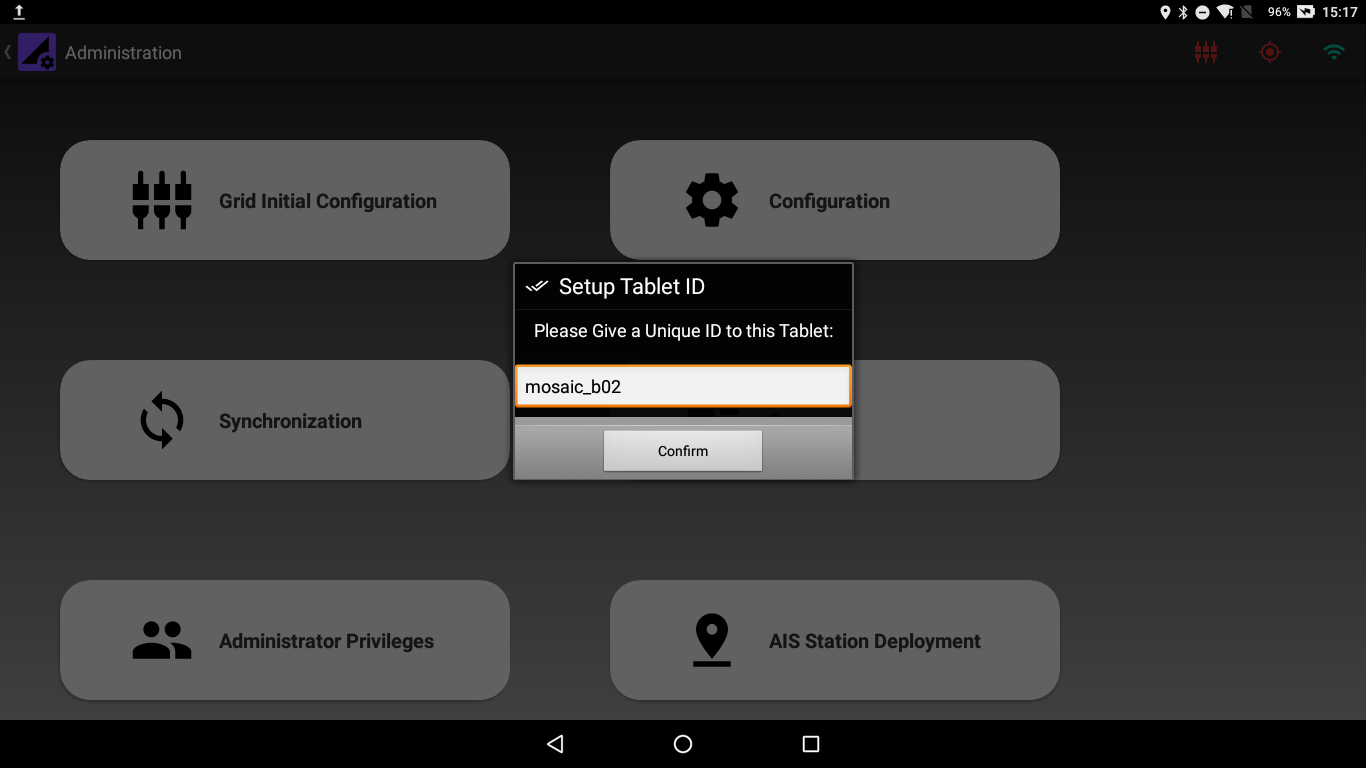 96% 15:17
Administration
Grid Initial Configuration
Configuration
Setup Tablet ID
Please Give a Unique ID to this Tablet:
mosaic_b02
Confirm
Synchronization
Administrator Privileges
AIS Station Deployment